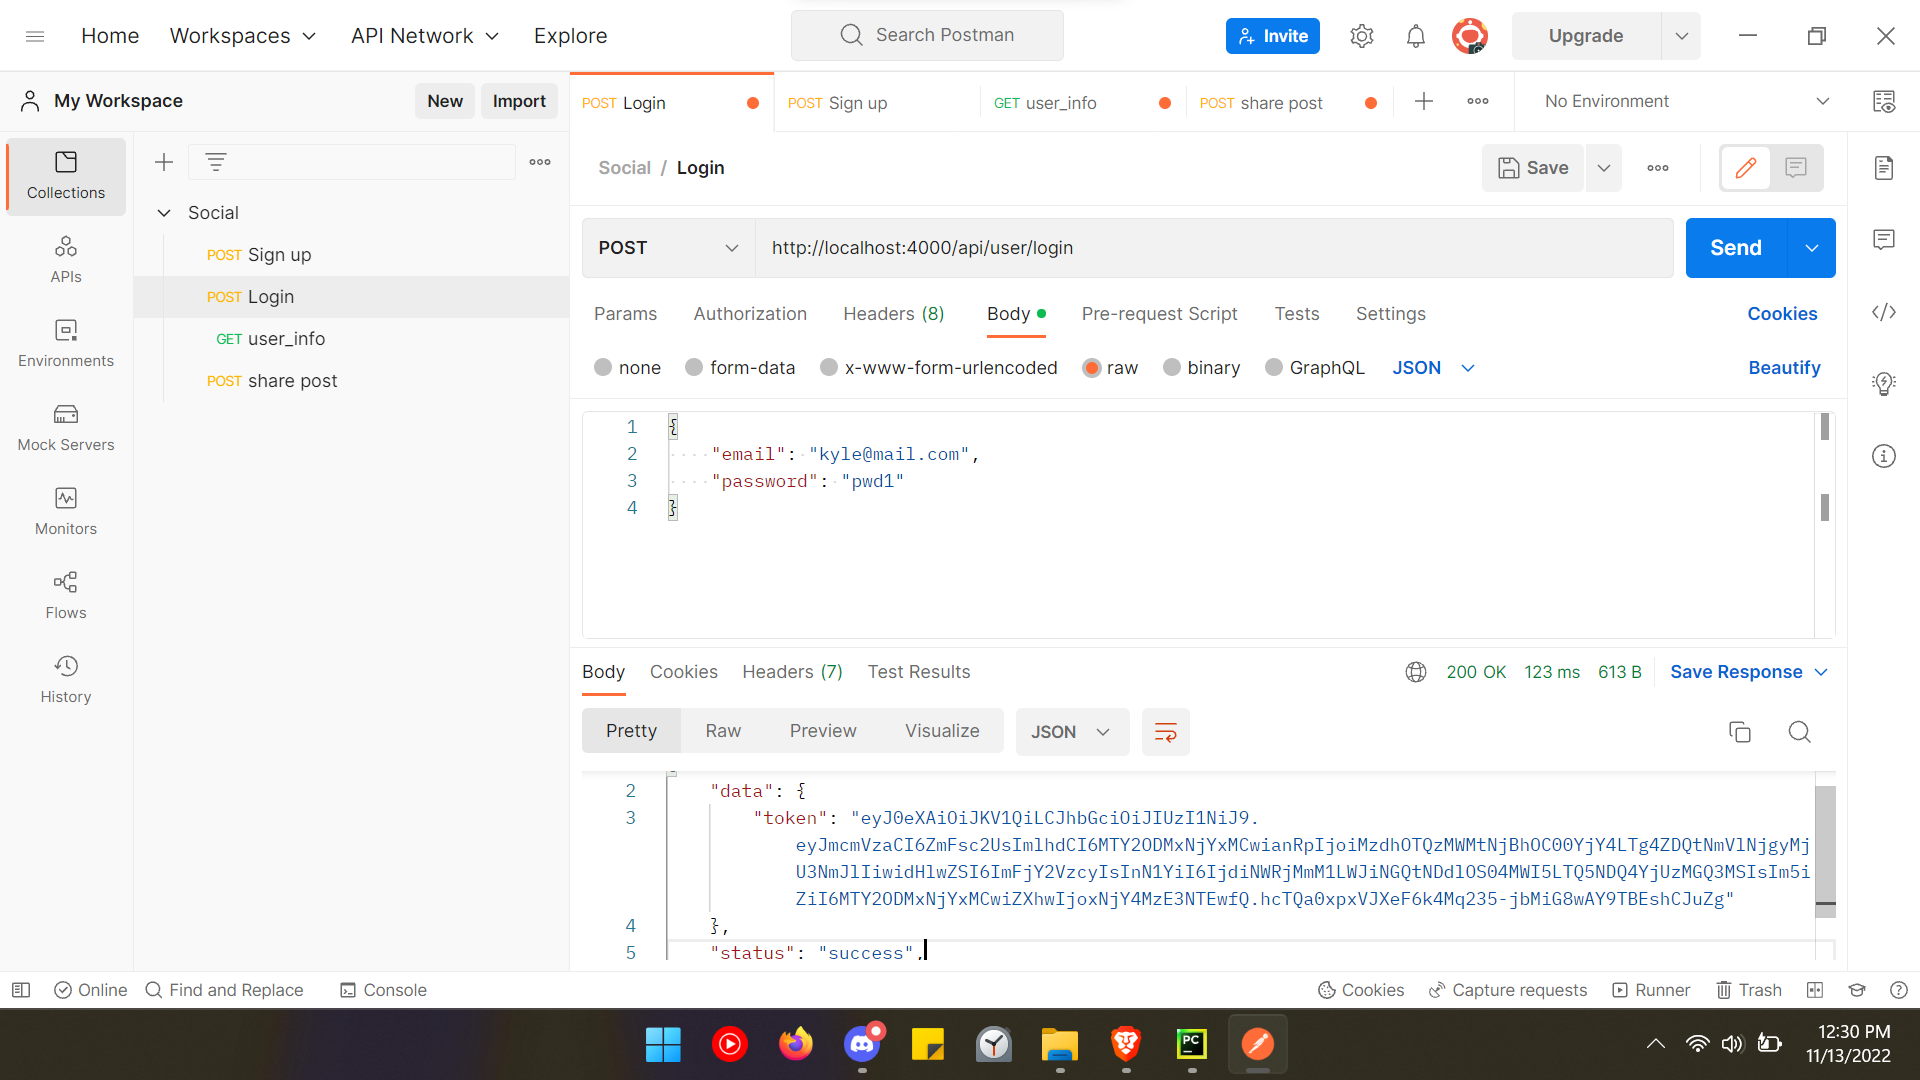 Home Workspaces API Network Explore Search Postman Invite Upgrade
My Workspace New Import
POST Login POST Sign up GET user_info POST share post No Environment
Collections
APIs
Environments
Mock Servers
Monitors
Flows
History
Social
POST Sign up
POST Login
GET user_info
POST share post
Social / Login Save
POST http://localhost:4000/api/user/login Send
Params Authorization Headers (8) Body Pre-request Script Tests Settings Cookies
none form-data x-www-form-urlencoded raw binary GraphQL JSON Beautify
1 {
2 "email": "kyle@mail.com",
3 "password": "pwd1"
4 }
Body Cookies Headers (7) Test Results 200 OK 123 ms 613 B Save Response
Pretty Raw Preview Visualize JSON
2 "data": {
3 "token": "eyJ0eXAiOiJKV1QiLCJhbGciOiJIUzI1NiJ9.
eyJmcmVzaCI6ZmFsc2UsImlhdCI6MTY2ODMxNjYxMCwianRpIjoiMzdhOTQzMWMtNjBhOC00YjY4LTg4ZDQtNmVlNjgyMj
U3NmJlIiwidHlwZSI6ImFjY2VzcyIsInN1YiI6IjdiNWRjMmM1LWJiNGQtNDdlOS04MWI5LTQ5NDQ4YjUzMGQ3MSIsIm5i
ZiI6MTY2ODMxNjYxMCwiZXhwIjoxNjY4MzE3NTEwfQ.hcTQa0xpxVJXeF6k4Mq235-jbMiG8wAY9TBEshCJuZg"
4 },
5 "status": "success",
Online Find and Replace Console Cookies Capture requests Runner Trash
PC
12:30 PM
11/13/2022